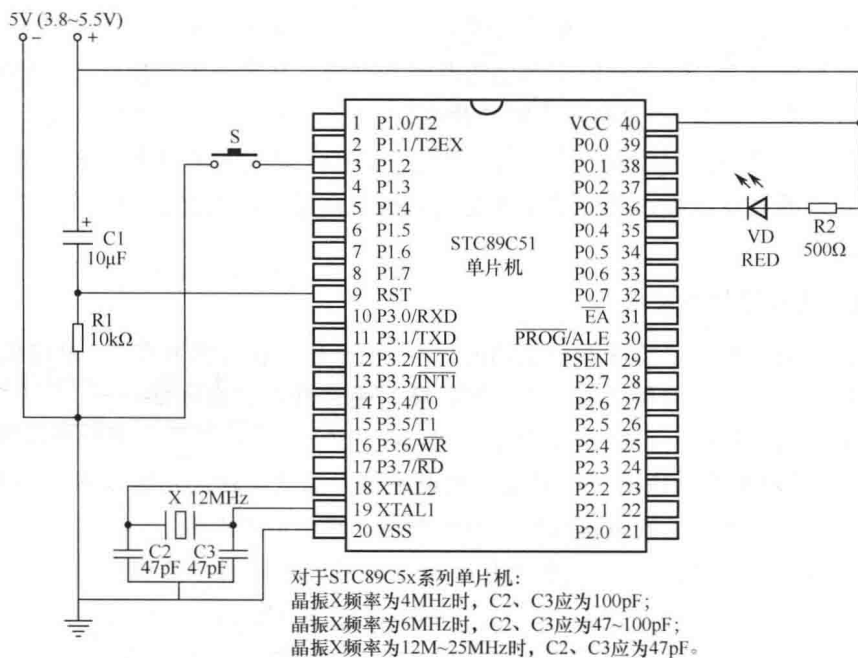 5V (3.8~5.5V)
- +
S
C1
10μF
R1
10kΩ
1 P1.0/T2
2 P1.1/T2EX
3 P1.2
4 P1.3
5 P1.4
6 P1.5
7 P1.6
8 P1.7
9 RST
10 P3.0/RXD
11 P3.1/TXD
12 P3.2/INT0
13 P3.3/INT1
14 P3.4/T0
15 P3.5/T1
16 P3.6/WR
17 P3.7/RD
18 XTAL2
19 XTAL1
20 VSS
STC89C51
单片机
VCC 40
P0.0 39
P0.1 38
P0.2 37
P0.3 36
P0.4 35
P0.5 34
P0.6 33
P0.7 32
EA 31
PROG/ALE 30
PSEN 29
P2.7 28
P2.6 27
P2.5 26
P2.4 25
P2.3 24
P2.2 23
P2.1 22
P2.0 21
VD
RED
R2
500Ω
X 12MHz
C2 C3
47pF 47pF
对于STC89C5x系列单片机:
晶振X频率为4MHz时，C2、C3应为100pF;
晶振X频率为6MHz时，C2、C3应为47~100pF;
晶振X频率为12M~25MHz时，C2、C3应为47pF。